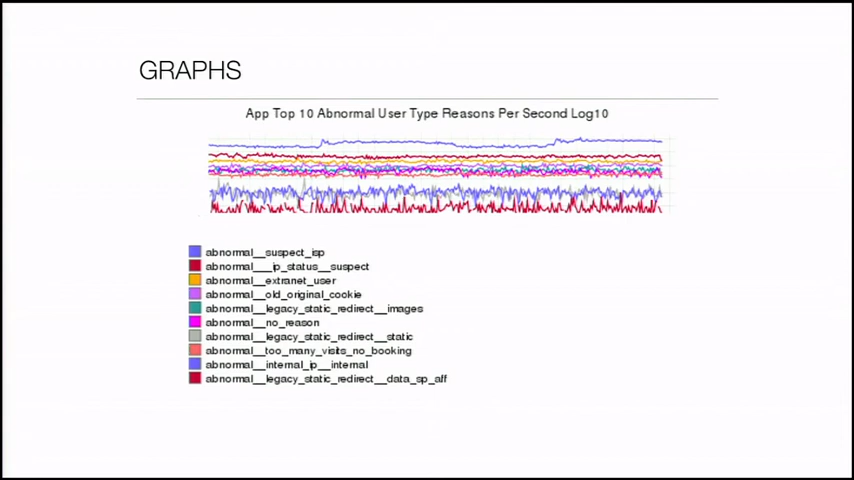 GRAPHS
App Top 10 Abnormal User Type Reasons Per Second Log10
abnormal__suspect_isp
abnormal___ip_status__suspect
abnormal__extranet_user
abnormal__old_original_cookie
abnormal__legacy_static_redirect__images
abnormal__no_reason
abnormal__legacy_static_redirect__static
abnormal__too_many_visits_no_booking
abnormal__internal_ip__internal
abnormal__legacy_static_redirect__data_sp_aff